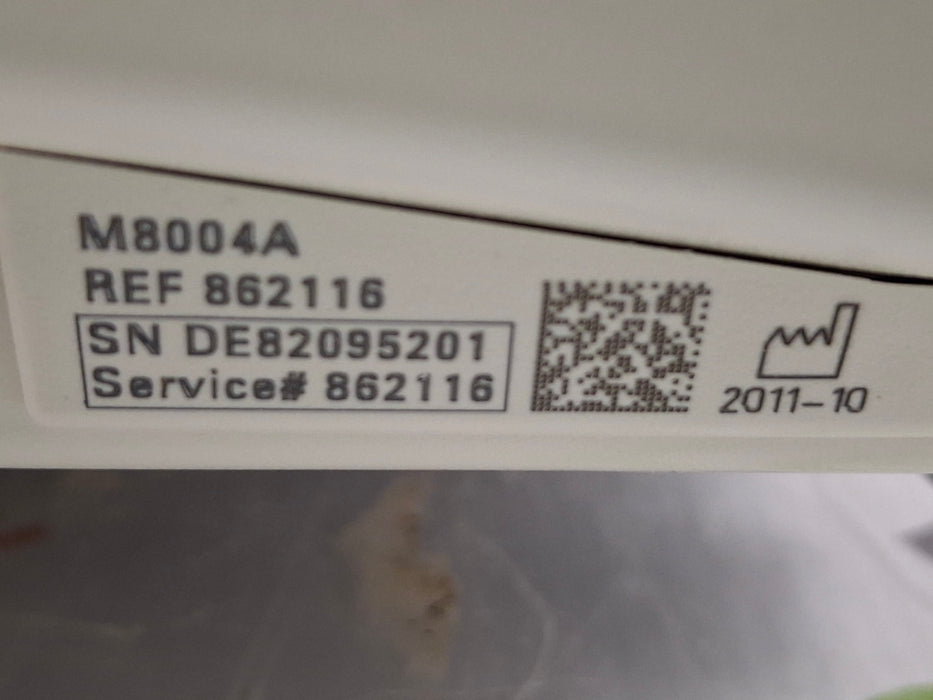 M8004A
REF 862116
SN DE82095201
Service# 862116
2011-10